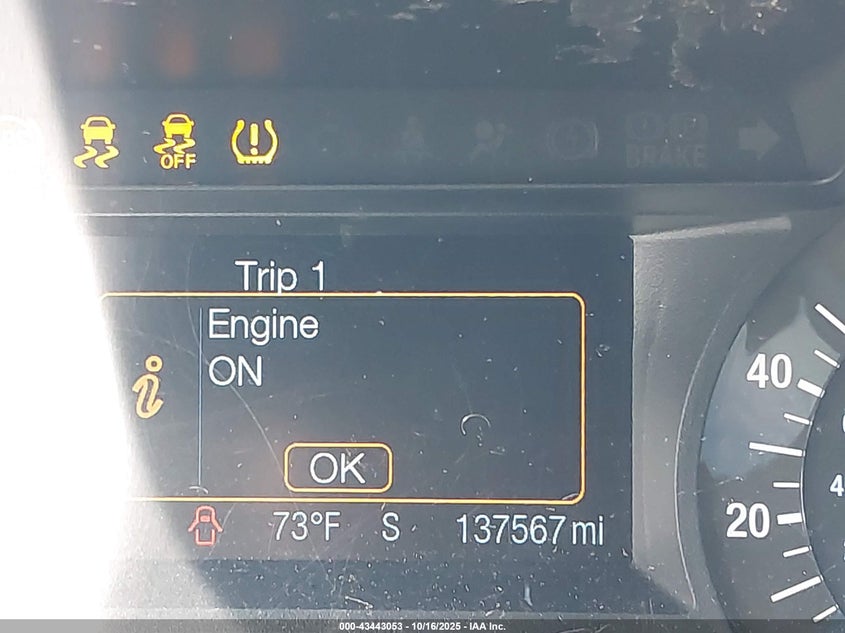 OFF
BRAKE
Trip 1
Engine
ON
OK
73°F S 137567 mi
40
20
4
000-43443053 - 10/16/2025 - IAA Inc.